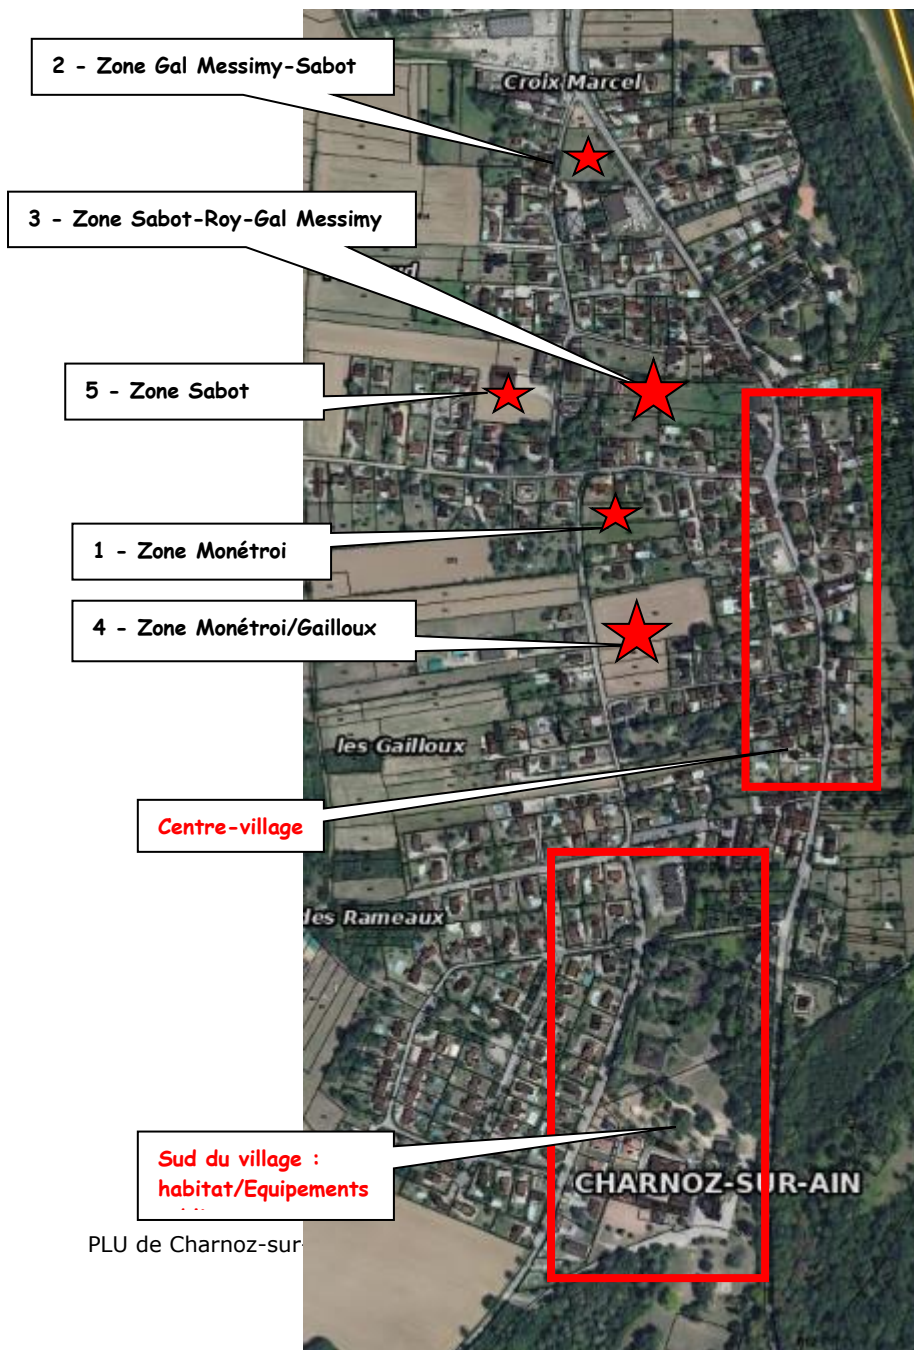 2 - Zone Gal Messimy-Sabot
Croix Marcel
3 - Zone Sabot-Roy-Gal Messimy
5 - Zone Sabot
1 - Zone Monétroi
4 - Zone Monétroi/Gailloux
les Gailloux
Centre-village
des Rameaux
Sud du village :
habitat/Equipements
CHARNOZ-SUR-AIN
PLU de Charnoz-sur-